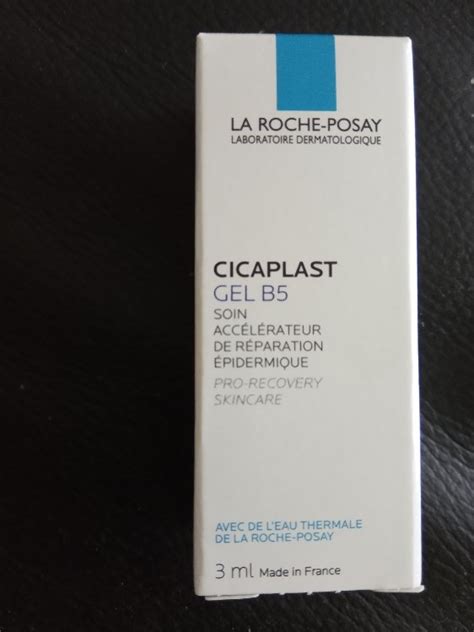 LA ROCHE-POSAY
LABORATOIRE DERMATOLOGIQUE
CICAPLAST
GEL B5
SOIN
ACCÉLÉRATEUR
DE RÉPARATION
ÉPIDERMIQUE
PRO-RECOVERY
SKINCARE
AVEC DE L'EAU THERMALE
DE LA ROCHE-POSAY
3 ml Made in France